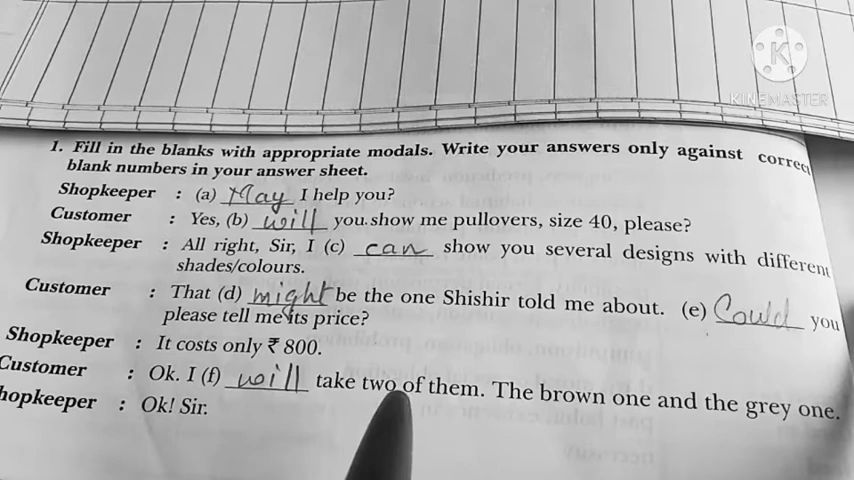 KINEMASTER
I. Fill in the blanks with appropriate modals. Write your answers only against correct
blank numbers in your answer sheet.
Shopkeeper : (a) May I help you?
Customer : Yes, (b) will you show me pullovers, size 40, please?
Shopkeeper : All right, Sir, I (c) can show you several designs with different
shades/colours.
Customer : That (d) might be the one Shishir told me about. (e) Could you
please tell me its price?
Shopkeeper : It costs only ₹ 800.
Customer : Ok. I (f) will take two of them. The brown one and the grey one.
hopkeeper : Ok! Sir.